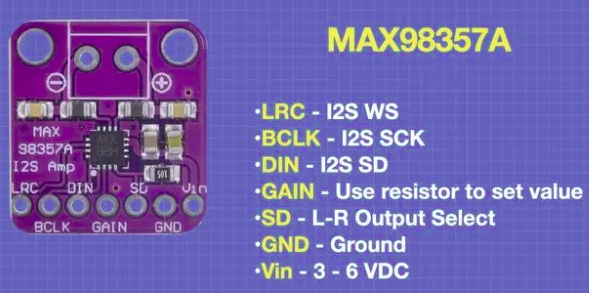 MAX98357A
MAX
98357A
I2S Amp
LRC DIN SD Vin
BCLK GAIN GND
•LRC - I2S WS
•BCLK - I2S SCK
•DIN - I2S SD
•GAIN - Use resistor to set value
•SD - L-R Output Select
•GND - Ground
•Vin - 3 - 6 VDC